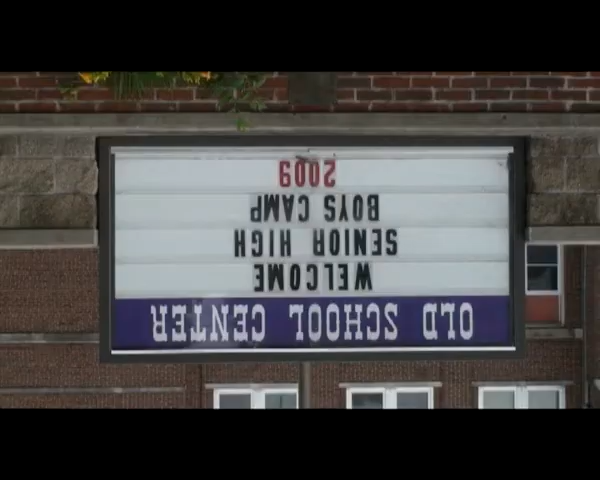 OLD SCHOOL CENTER
WELCOME
SENIOR HIGH
BOYS CAMP
2009